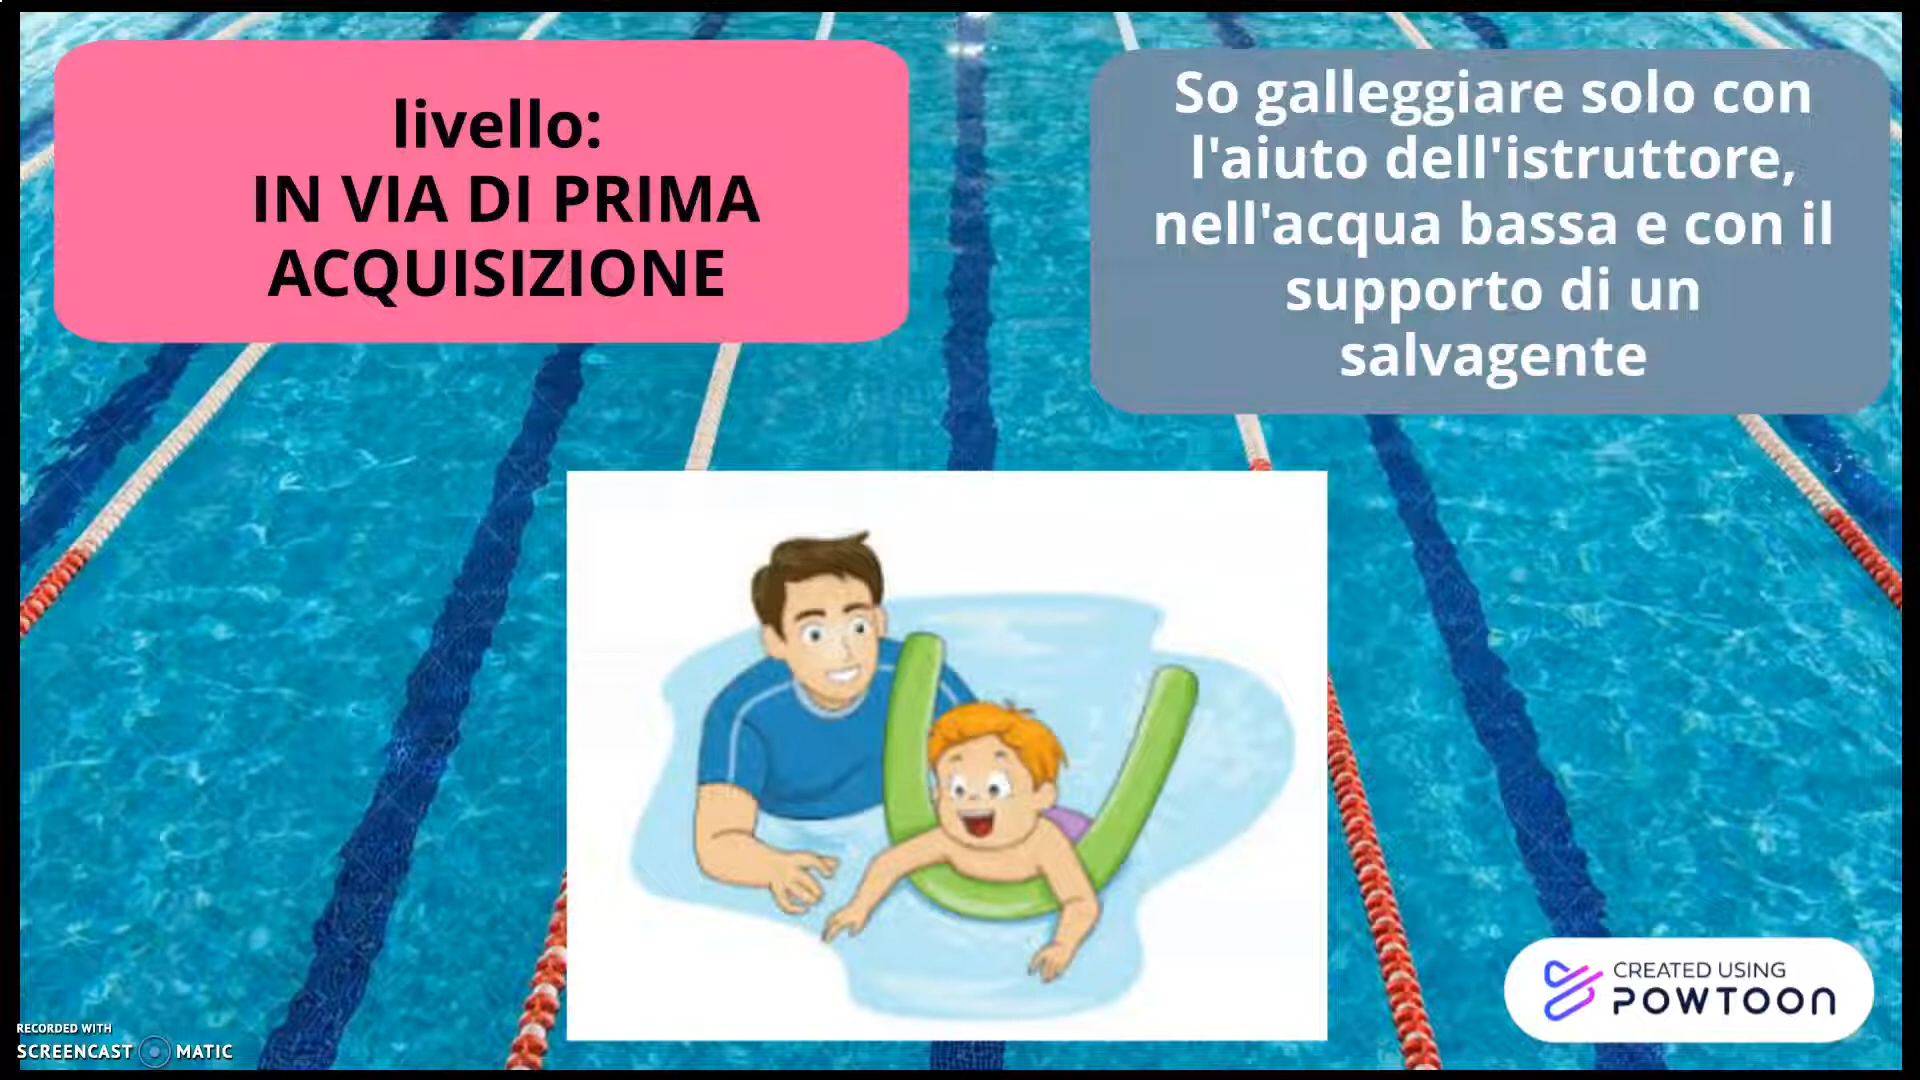 livello:
IN VIA DI PRIMA
ACQUISIZIONE
So galleggiare solo con
l'aiuto dell'istruttore,
nell'acqua bassa e con il
supporto di un
salvagente
CREATED USING
POWTOON
RECORDED WITH
SCREENCAST MATIC